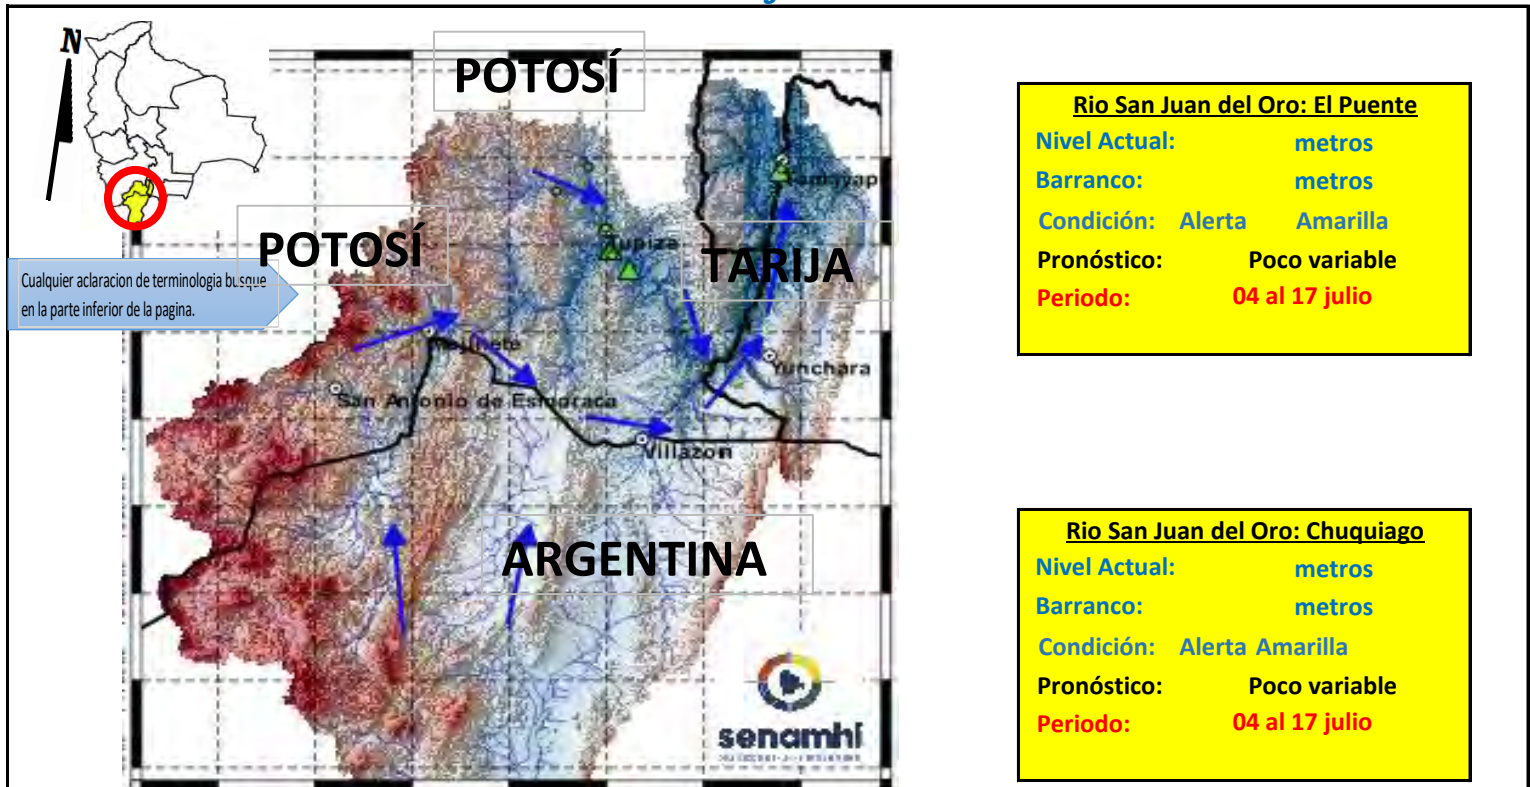 N
POTOSÍ
POTOSÍ
TARIJA
Tupiza
Cualquier aclaracion de terminologia busque
en la parte inferior de la pagina.
Yunchara
San Antonio de Esmoraca
Villazon
ARGENTINA
senamhi
Rio San Juan del Oro: El Puente
Nivel Actual: metros
Barranco: metros
Condición: Alerta Amarilla
Pronóstico: Poco variable
Periodo: 04 al 17 julio
Rio San Juan del Oro: Chuquiago
Nivel Actual: metros
Barranco: metros
Condición: Alerta Amarilla
Pronóstico: Poco variable
Periodo: 04 al 17 julio